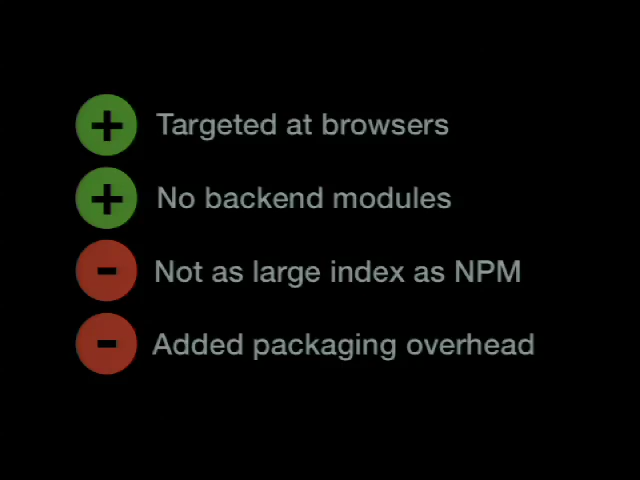 + Targeted at browsers
+ No backend modules
- Not as large index as NPM
- Added packaging overhead